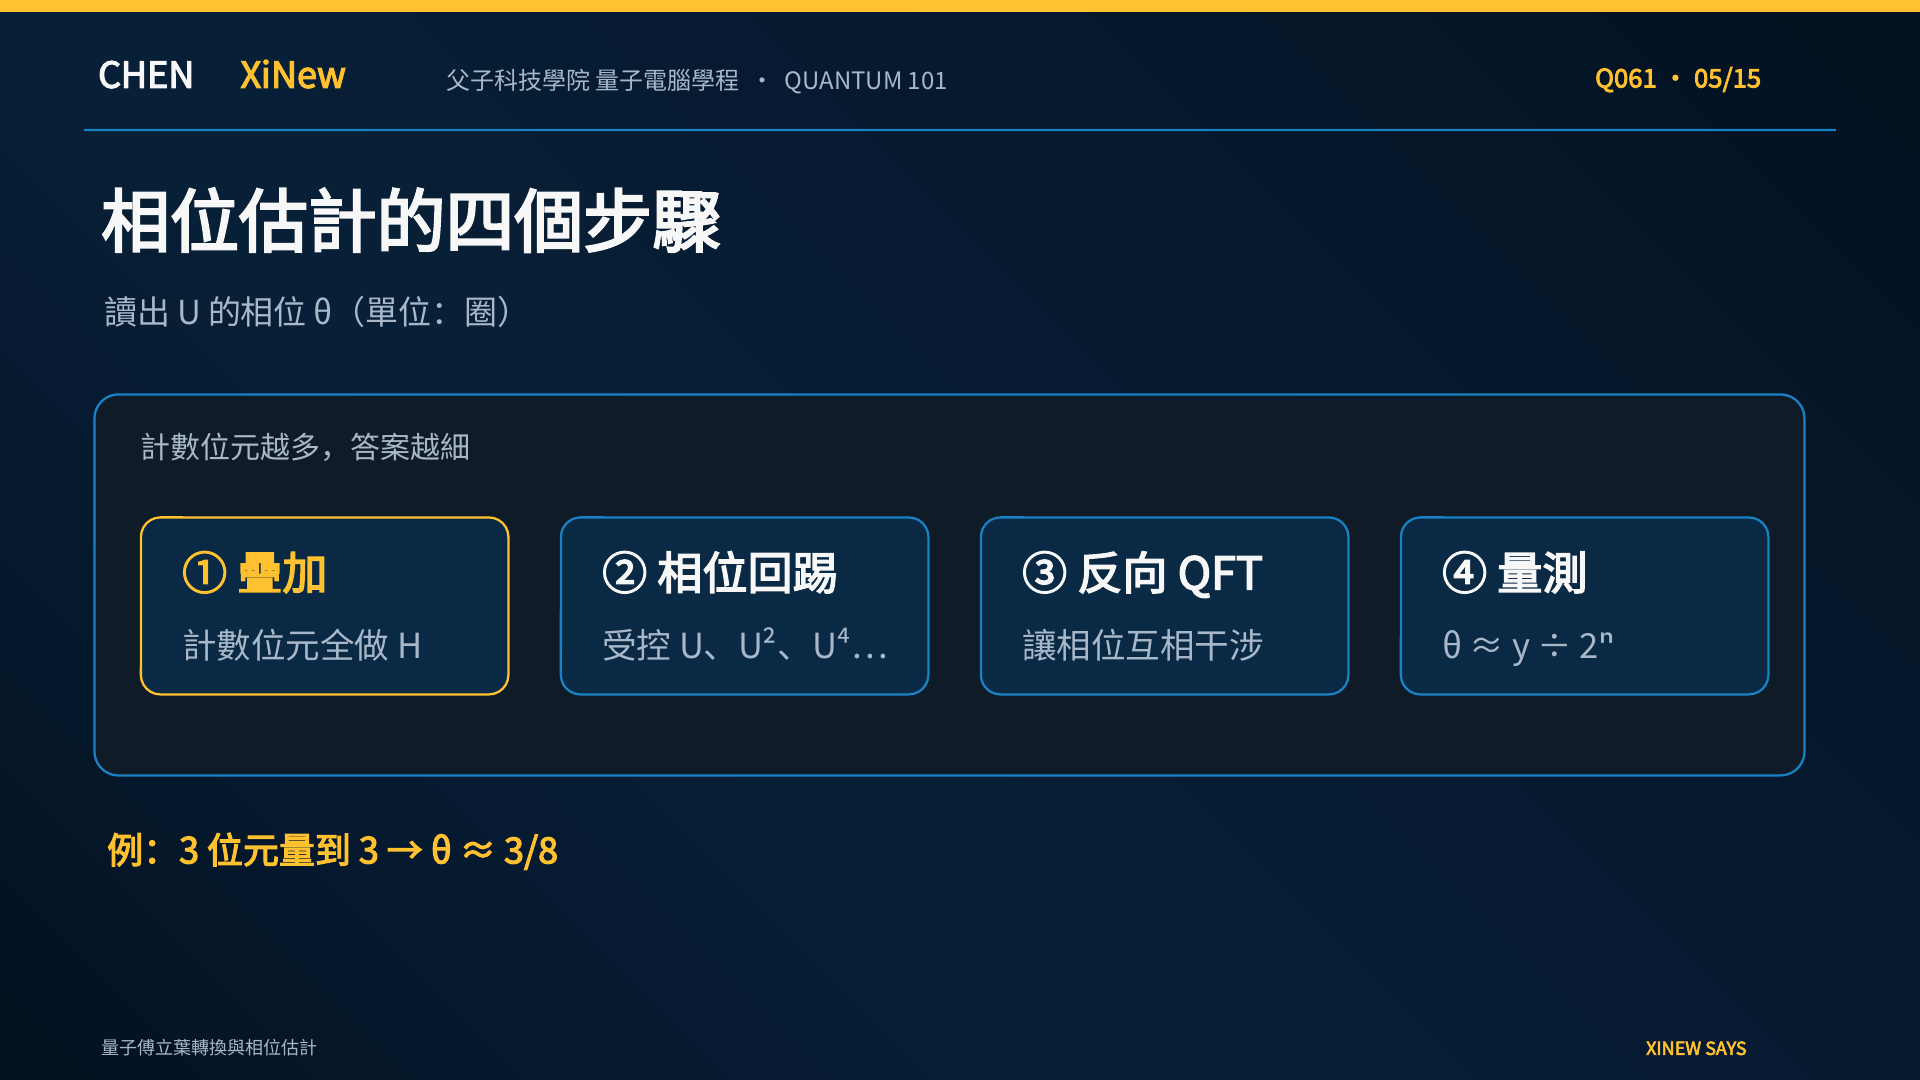 CHEN XiNew 父子科技學院 量子電腦學程 • QUANTUM 101 Q061 • 05/15
相位估計的四個步驟
讀出 U 的相位 θ（單位：圈）
計數位元越多，答案越細
① 疊加
計數位元全做 H
② 相位回踢
受控 U、U²、U⁴…
③ 反向 QFT
讓相位互相干涉
④ 量測
θ ≈ y ÷ 2ⁿ
例：3 位元量到 3 → θ ≈ 3/8
量子傅立葉轉換與相位估計
XINEW SAYS